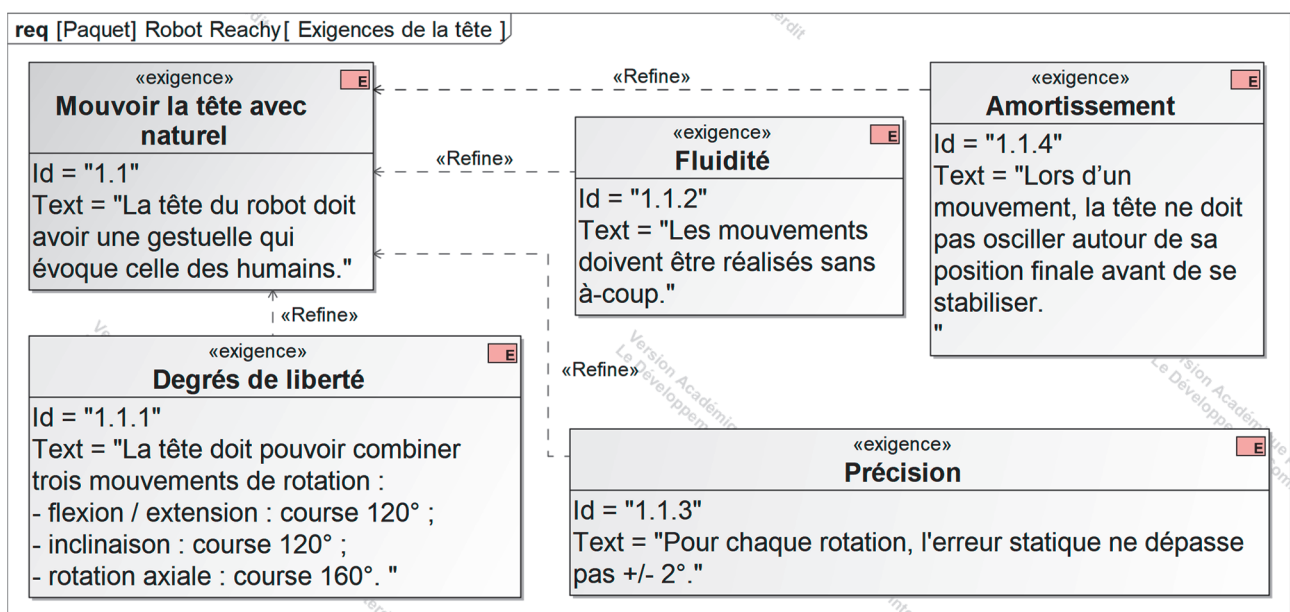 req [Paquet] Robot Reachy[ Exigences de la tête ]
«exigence»
E
Mouvoir la tête avec
naturel
Id = "1.1"
Text = "La tête du robot doit
avoir une gestuelle qui
évoque celle des humains."
«Refine»
«exigence»
E
Amortissement
Id = "1.1.4"
Text = "Lors d’un
mouvement, la tête ne doit
pas osciller autour de sa
position finale avant de se
stabiliser.
"
«Refine»
«exigence»
E
Fluidité
Id = "1.1.2"
Text = "Les mouvements
doivent être réalisés sans
à-coup."
«Refine»
«exigence»
E
Degrés de liberté
Id = "1.1.1"
Text = "La tête doit pouvoir combiner
trois mouvements de rotation :
- flexion / extension : course 120° ;
- inclinaison : course 120° ;
- rotation axiale : course 160°. "
«Refine»
«exigence»
E
Précision
Id = "1.1.3"
Text = "Pour chaque rotation, l'erreur statique ne dépasse
pas +/- 2°."
Version Académi
Le Développem
sion Académique
Le Développem